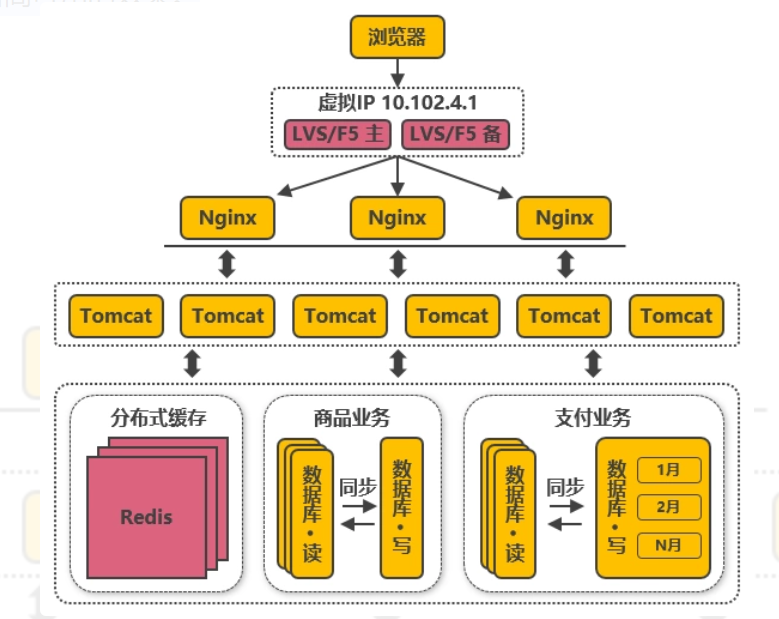 浏览器
虚拟IP 10.102.4.1
LVS/F5 主
LVS/F5 备
Nginx
Nginx
Nginx
Tomcat
Tomcat
Tomcat
Tomcat
Tomcat
Tomcat
分布式缓存
Redis
商品业务
数据库·读
同步
数据库·写
支付业务
数据库·读
同步
数据库·写
1月
2月
N月